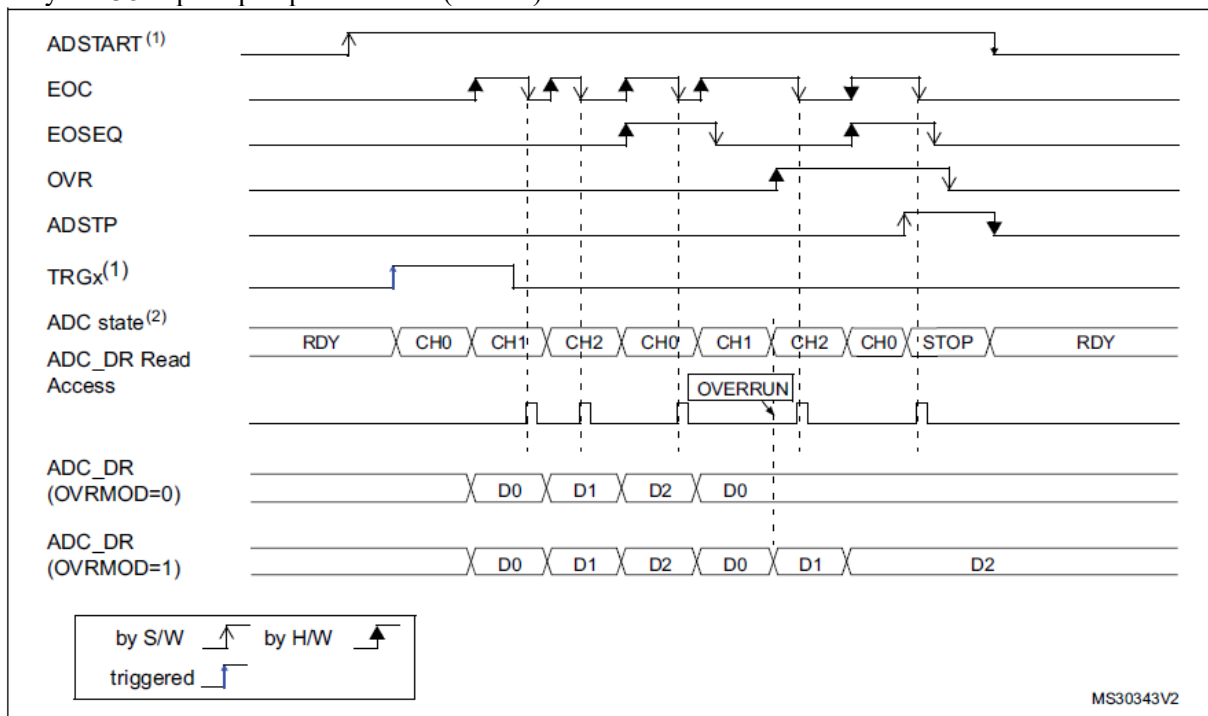 ADSTART(1)
EOC
EOSEQ
OVR
ADSTP
TRGx(1)
ADC state(2)
RDY CH0 CH1 CH2 CH0 CH1 CH2 CH0 STOP RDY
ADC_DR Read
Access
OVERRUN
ADC_DR
(OVRMOD=0)
D0 D1 D2 D0
ADC_DR
(OVRMOD=1)
D0 D1 D2 D0 D1 D2
by S/W by H/W
triggered
MS30343V2